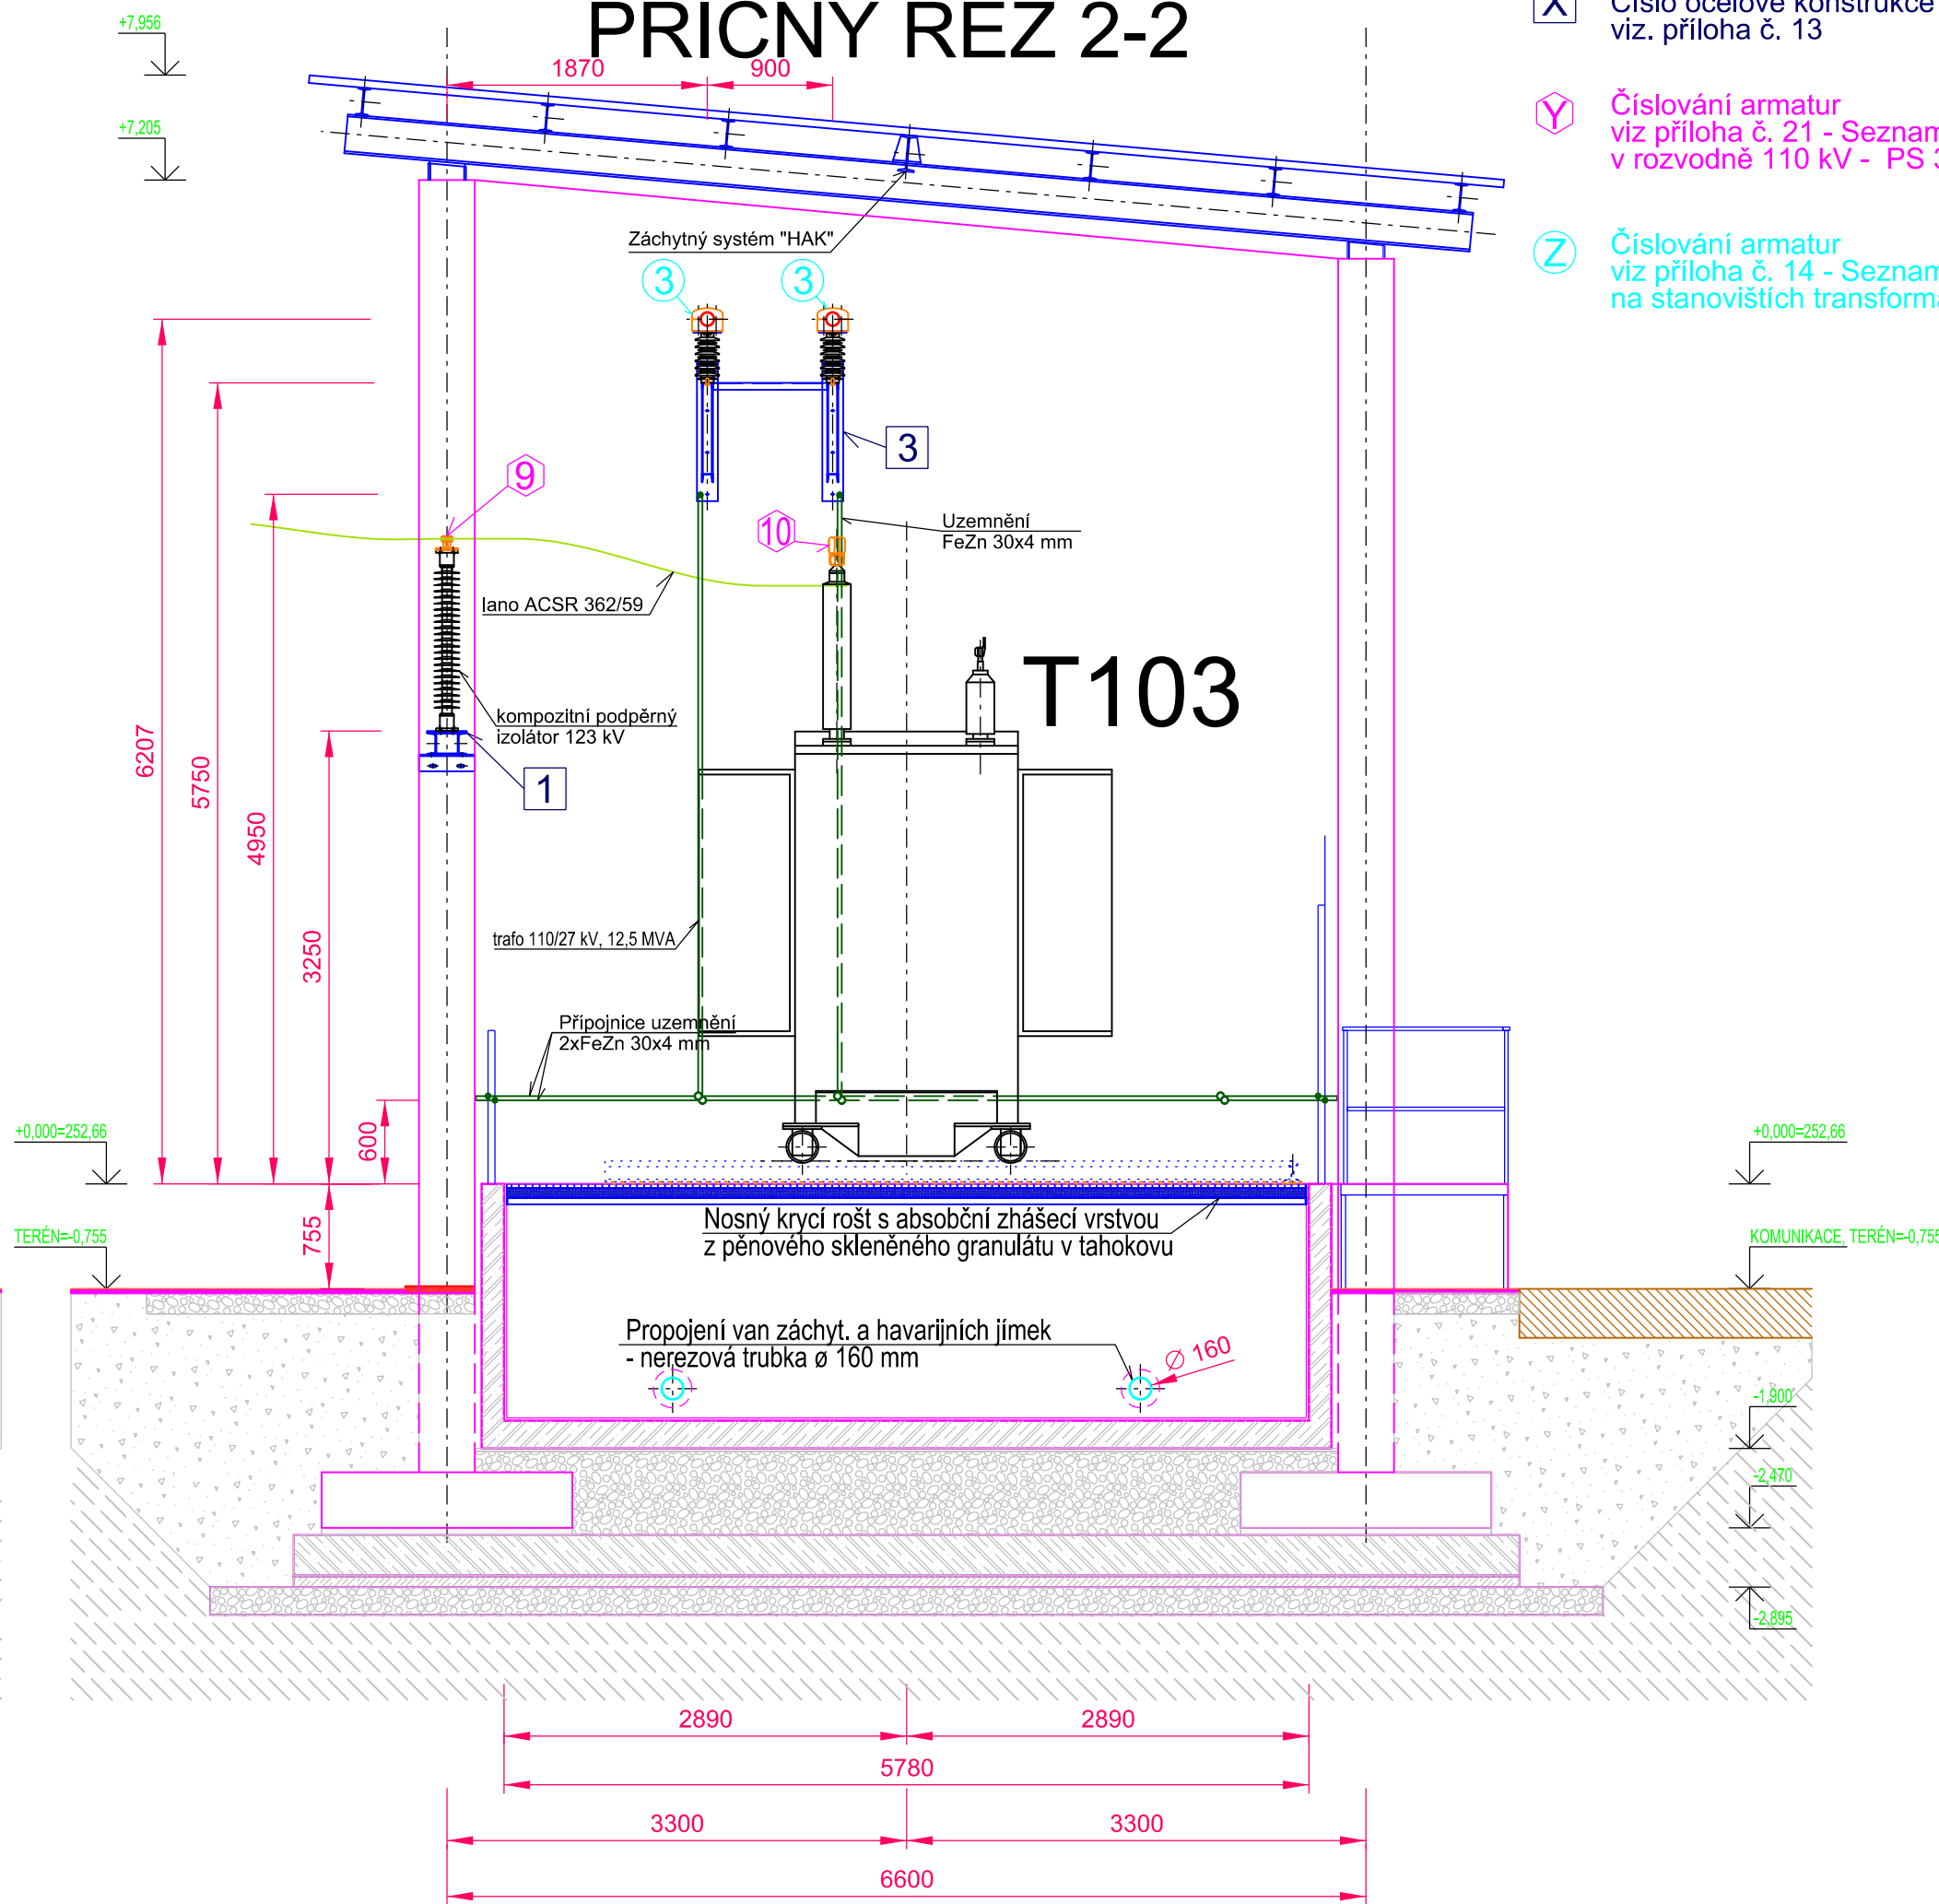 PŘÍČNÝ ŘEZ 2-2
X
Číslo ocelové konstrukce
viz. příloha č. 13
Y
Číslování armatur
viz příloha č. 21 - Seznam
v rozvodně 110 kV - PS
Z
Číslování armatur
viz příloha č. 14 - Seznam
na stanovištích
+7,956
+7,205
1870
900
Záchytný systém "HAK"
3
3
3
9
10
Uzemnění
FeZn 30x4 mm
lano ACSR 362/59
T103
kompozitní podpěrný
izolátor 123 kV
1
6207
5750
4950
3250
trafo 110/27 kV, 12,5 MVA
Přípojnice uzemnění
2xFeZn 30x4 mm
600
+0,000=252,66
+0,000=252,66
755
TERÉN=-0,755
KOMUNIKACE, TERÉN=-0,755
Nosný krycí rošt s absobční zhášecí vrstvou
z pěnového skleněného granulátu v tahokovu
Propojení van záchyt. a havarijních jímek
- nerezová trubka ø 160 mm
∅ 160
-1,900
-2,470
-2,895
2890
2890
5780
3300
3300
6600